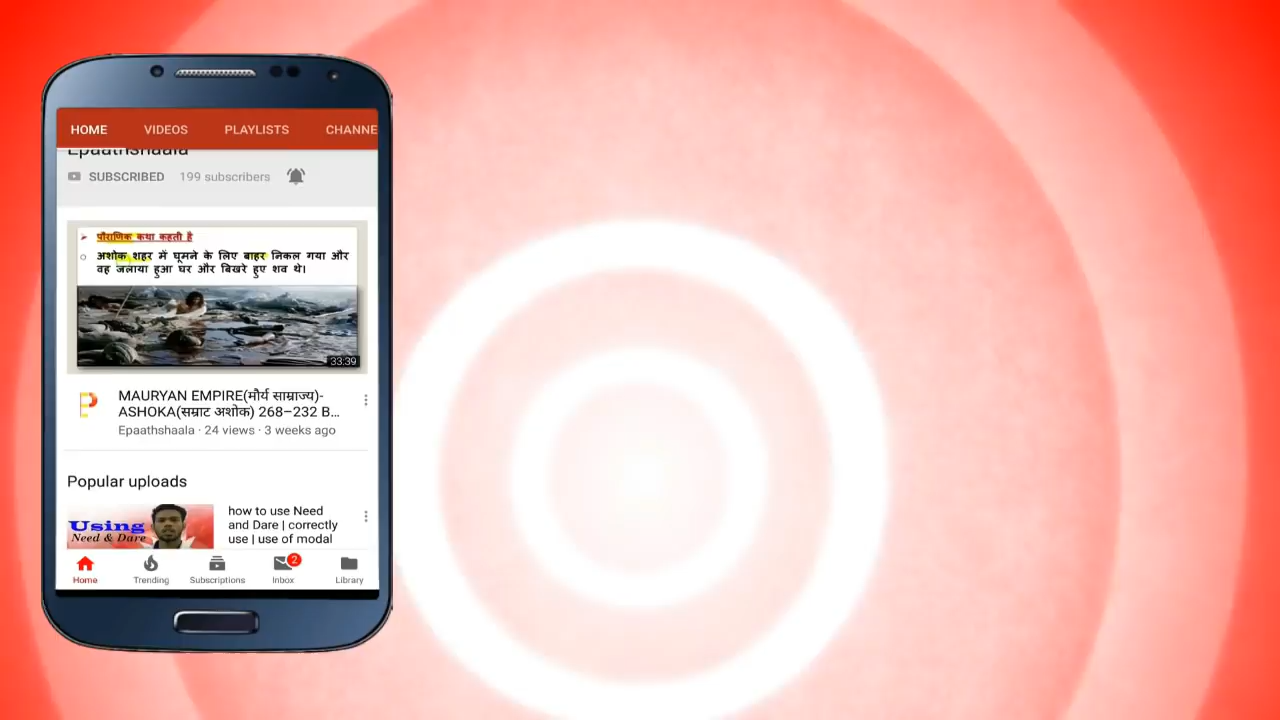 HOME VIDEOS PLAYLISTS CHANNE
Epaathshaala
SUBSCRIBED 199 subscribers
पौराणिक कथा कहती है
अशोक शहर में घूमने के लिए बाहर निकल गया और
वह जलाया हुआ घर और बिखरे हुए शव थे।
33:39
MAURYAN EMPIRE(मौर्य साम्राज्य)-
ASHOKA(सम्राट अशोक) 268–232 B...
Epaathshaala · 24 views · 3 weeks ago
Popular uploads
Using
Need & Dare
how to use Need
and Dare | correctly
use | use of modal
2
Home Trending Subscriptions Inbox Library